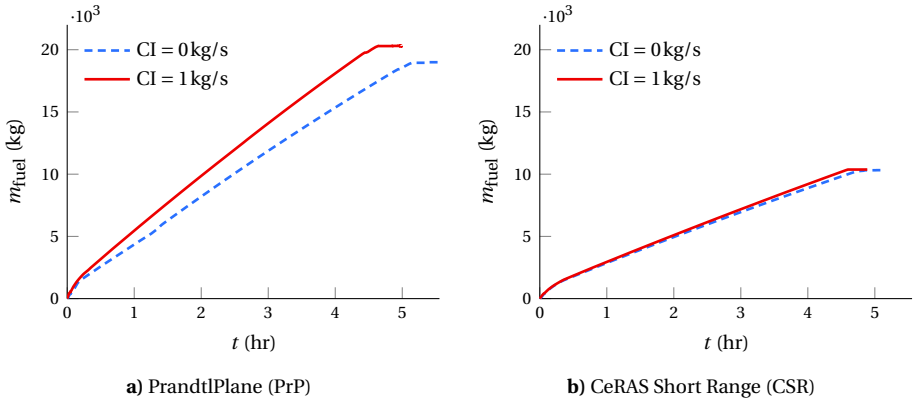 ·10³
20
15
10
5
0
0 1 2 3 4 5
m_fuel (kg)
t (hr)
CI = 0 kg/s
CI = 1 kg/s
a) PrandtlPlane (PrP)
·10³
20
15
10
5
0
0 1 2 3 4 5
m_fuel (kg)
t (hr)
CI = 0 kg/s
CI = 1 kg/s
b) CeRAS Short Range (CSR)